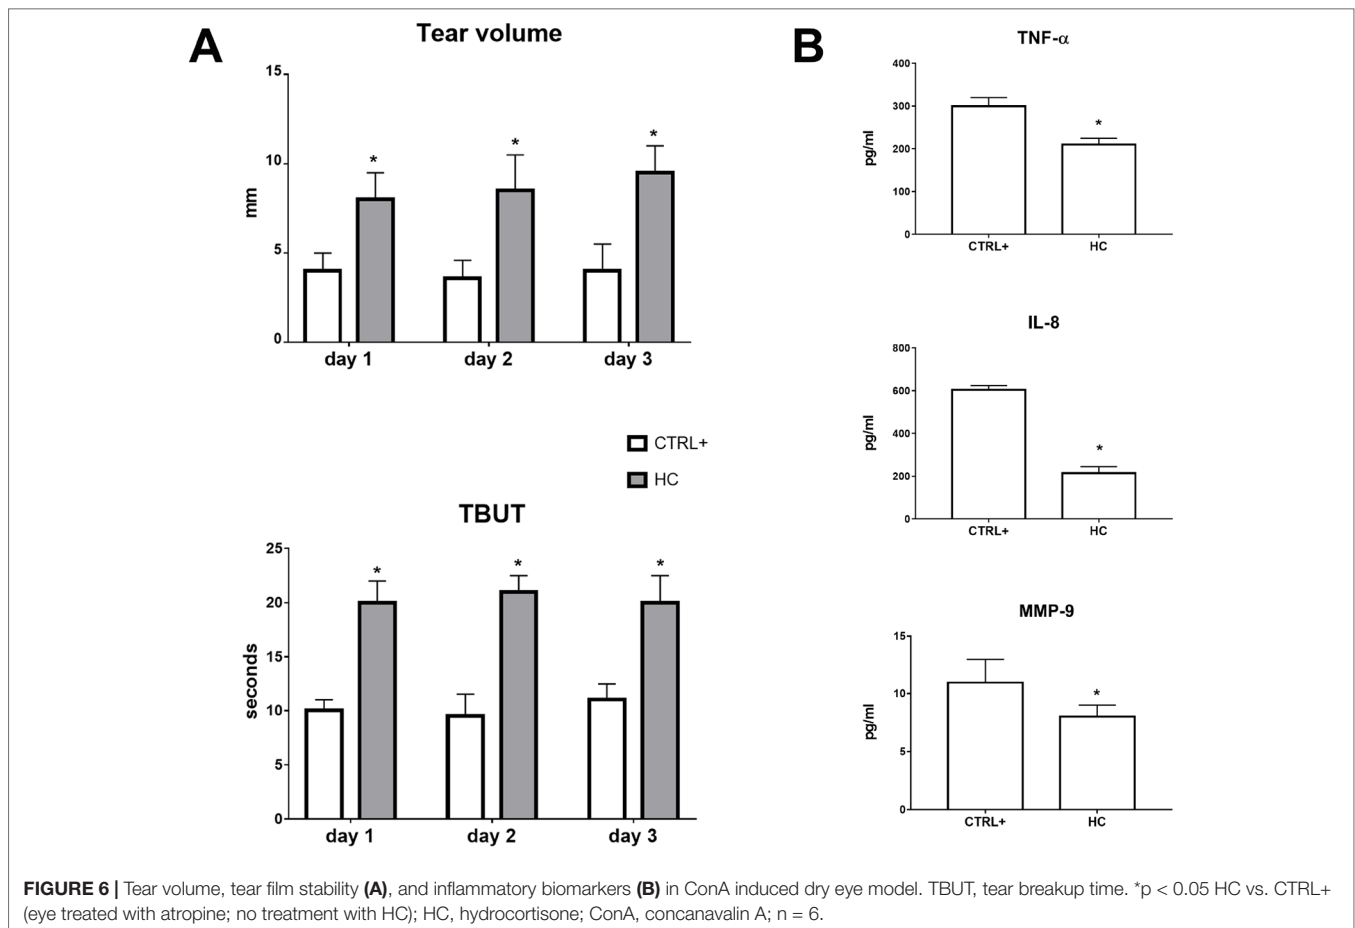 A
Tear volume
15
10
5
0
mm
*
*
*
day 1
day 2
day 3
CTRL+
HC
TBUT
25
20
15
10
5
0
seconds
*
*
*
day 1
day 2
day 3
B
TNF-α
400
300
200
100
0
pg/ml
*
CTRL+
HC
IL-8
800
600
400
200
0
pg/ml
*
CTRL+
HC
MMP-9
15
10
5
0
pg/ml
*
CTRL+
HC
FIGURE 6 | Tear volume, tear film stability (A), and inflammatory biomarkers (B) in ConA induced dry eye model. TBUT, tear breakup time. *p < 0.05 HC vs. CTRL+
(eye treated with atropine; no treatment with HC); HC, hydrocortisone; ConA, concanavalin A; n = 6.